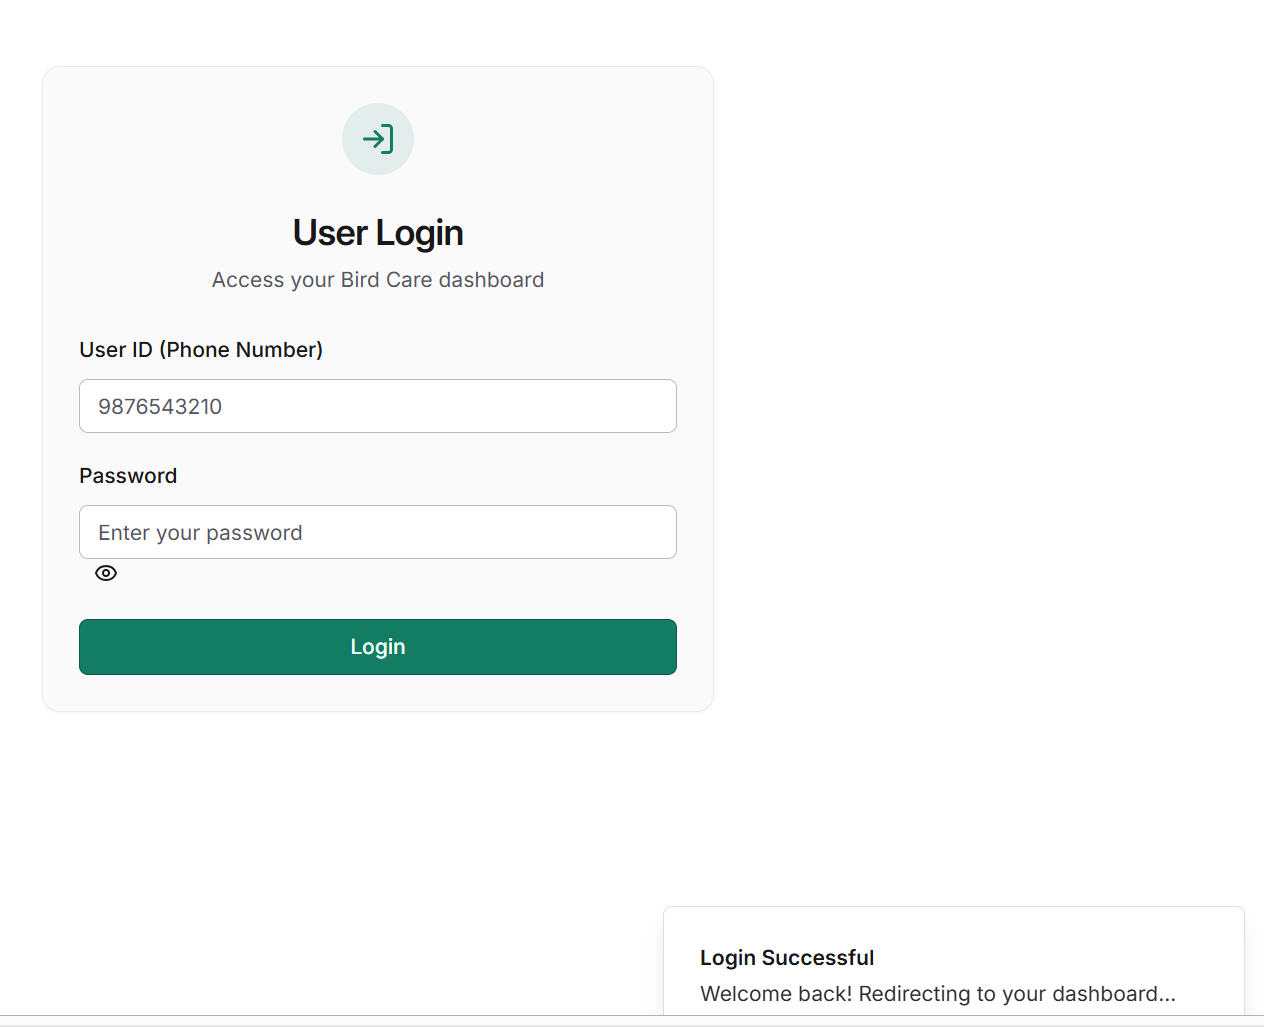 User Login
Access your Bird Care dashboard
User ID (Phone Number)
9876543210
Password
Enter your password
Login
Login Successful
Welcome back! Redirecting to your dashboard...